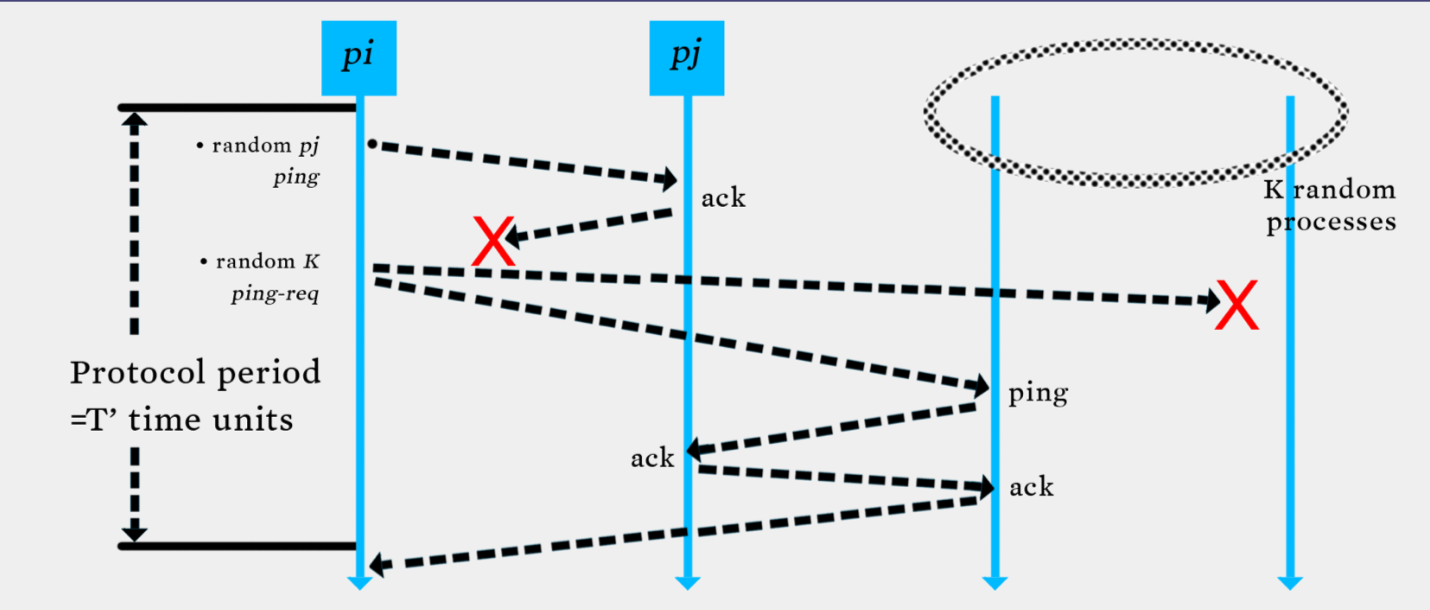 pi
pj
• random pj
ping
ack
K random
processes
• random K
ping-req
X
X
Protocol period
=T’ time units
ping
ack
ack